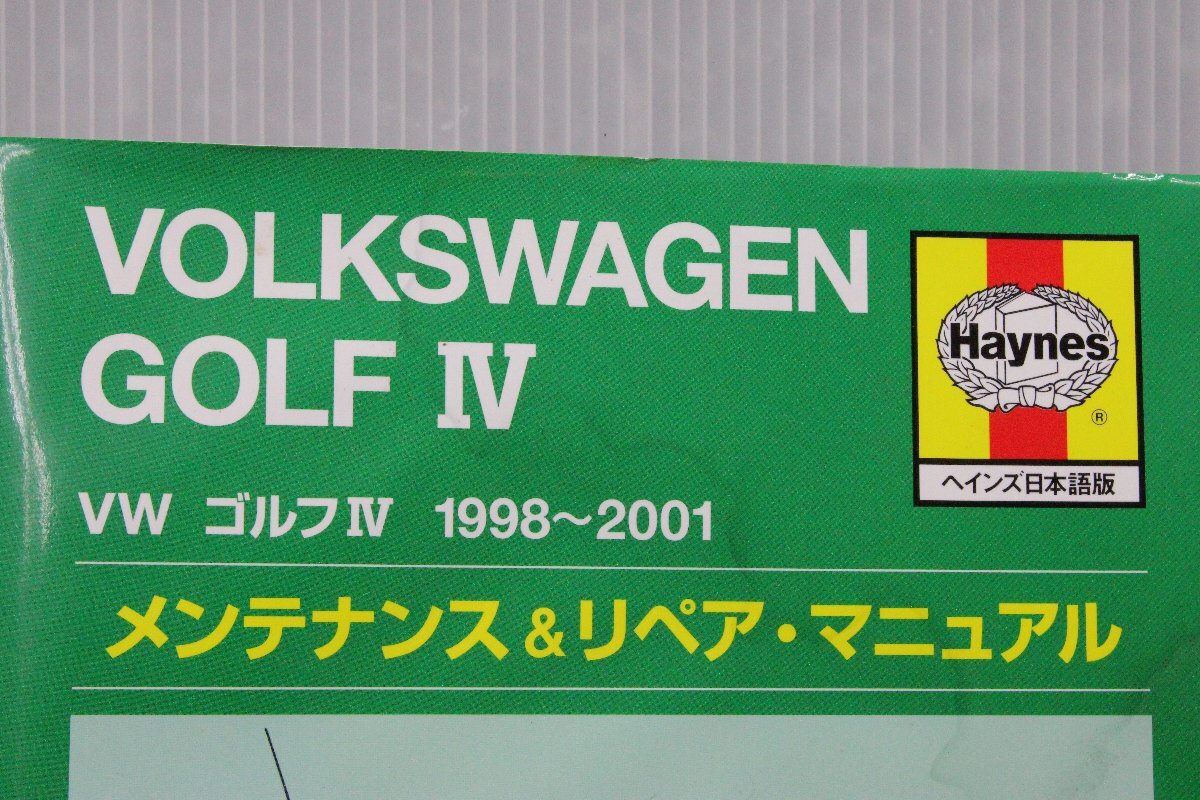 VOLKSWAGEN
GOLF IV
VW ゴルフIV 1998〜2001
Haynes
®
ヘインズ日本語版
メンテナンス&リペア・マニュアル